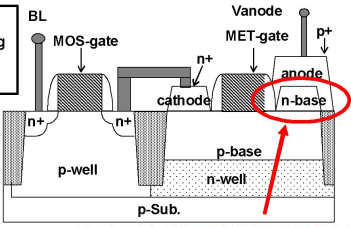 g
BL
MOS-gate
n+
Vanode
MET-gate
p+
cathode
anode
n-base
n+
n+
p-base
p-well
n-well
p-Sub.